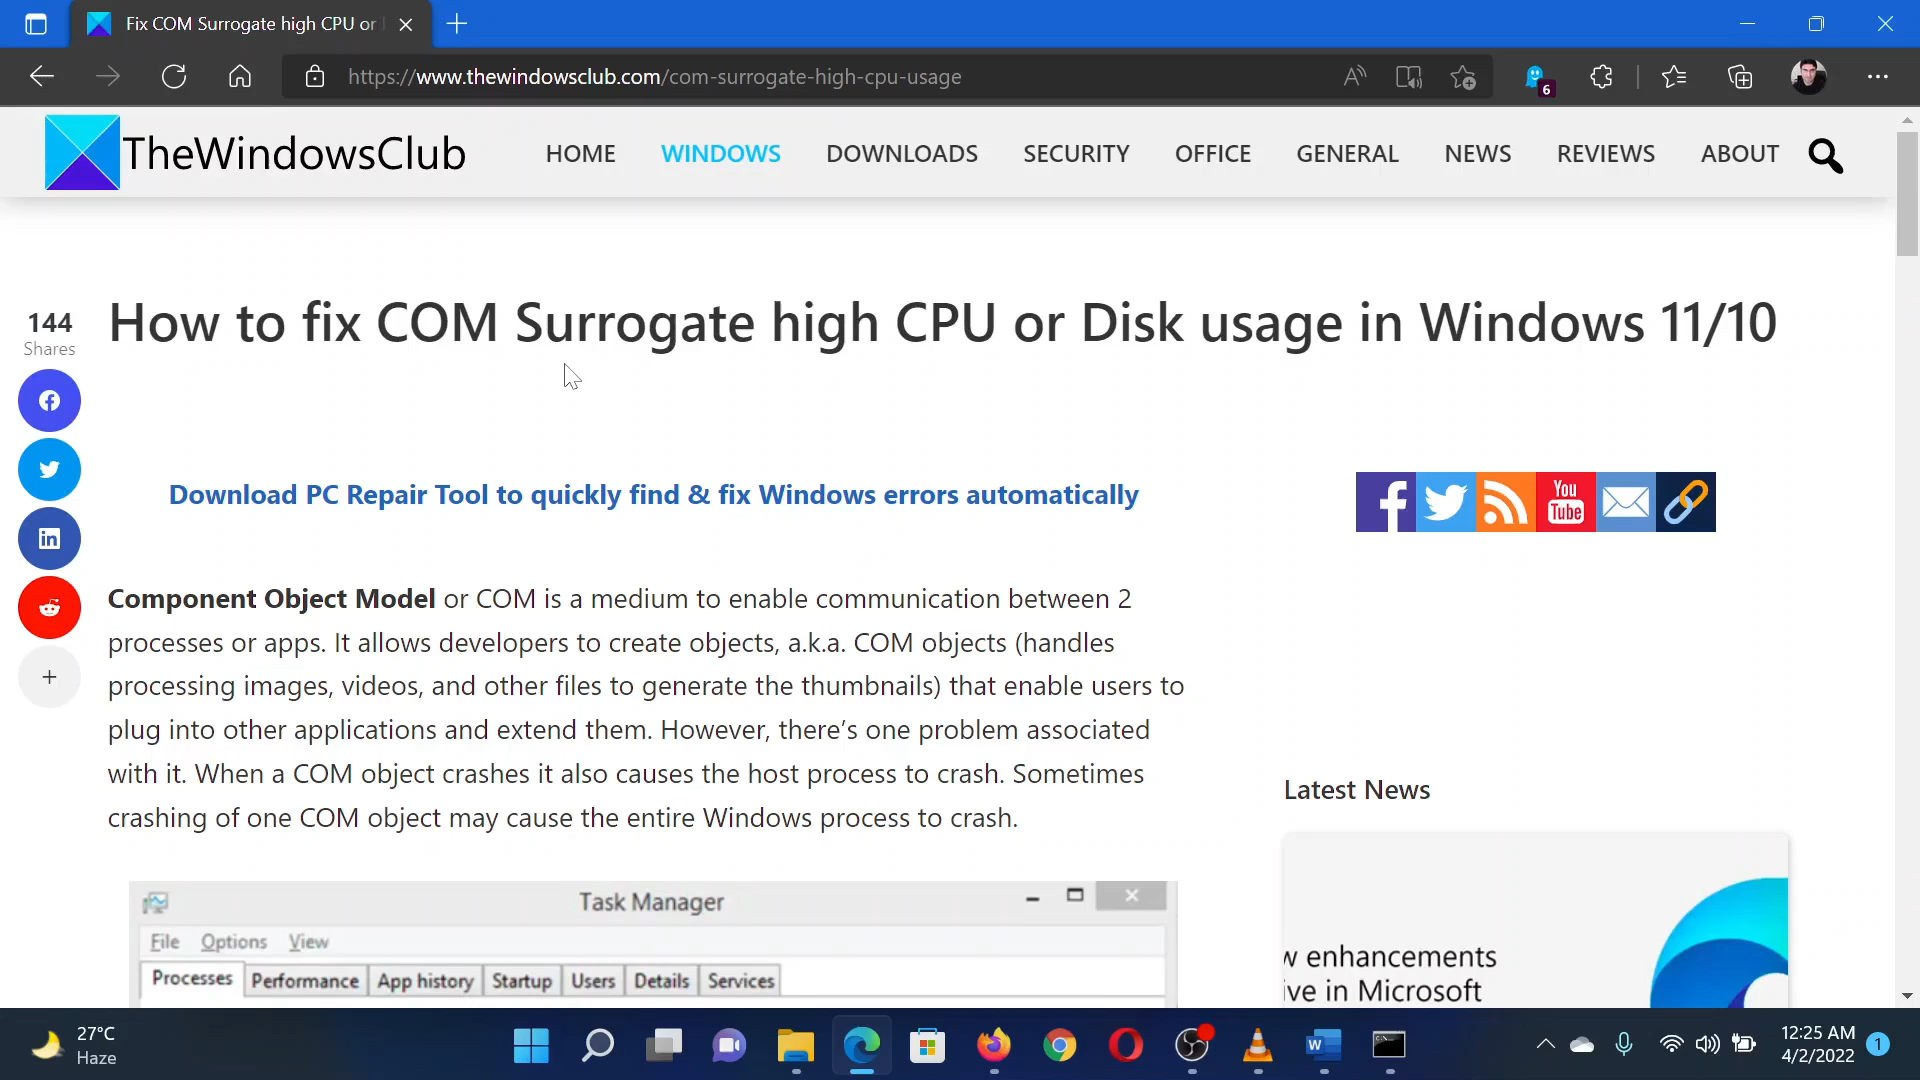 Fix COM Surrogate high CPU or
https://www.thewindowsclub.com/com-surrogate-high-cpu-usage
6
TheWindowsClub
HOME
WINDOWS
DOWNLOADS
SECURITY
OFFICE
GENERAL
NEWS
REVIEWS
ABOUT
144
Shares
How to fix COM Surrogate high CPU or Disk usage in Windows 11/10
Download PC Repair Tool to quickly find & fix Windows errors automatically
You
Tube
Component Object Model or COM is a medium to enable communication between 2
processes or apps. It allows developers to create objects, a.k.a. COM objects (handles
processing images, videos, and other files to generate the thumbnails) that enable users to
plug into other applications and extend them. However, there’s one problem associated
with it. When a COM object crashes it also causes the host process to crash. Sometimes
crashing of one COM object may cause the entire Windows process to crash.
Latest News
enhancements
ive in Microsoft
Task Manager
File Options View
Processes Performance App history Startup Users Details Services
27°C
Haze
12:25 AM
4/2/2022
1